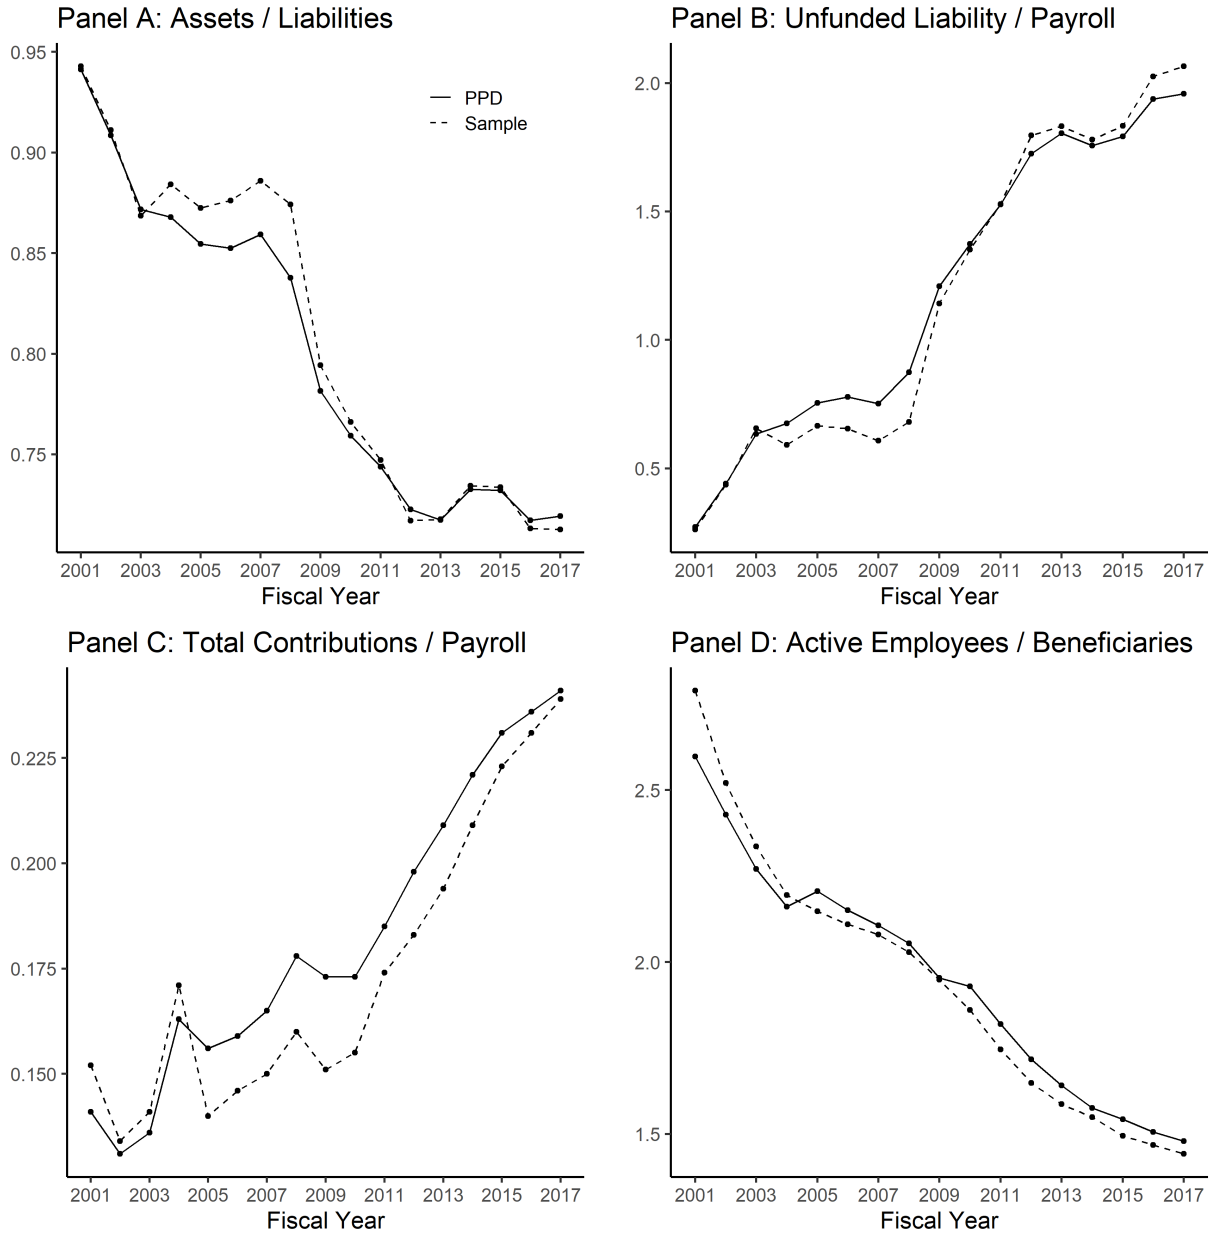 Panel A: Assets / Liabilities
0.95
0.90
0.85
0.80
0.75
PPD
Sample
2001 2003 2005 2007 2009 2011 2013 2015 2017
Fiscal Year
Panel B: Unfunded Liability / Payroll
2.0
1.5
1.0
0.5
2001 2003 2005 2007 2009 2011 2013 2015 2017
Fiscal Year
Panel C: Total Contributions / Payroll
0.225
0.200
0.175
0.150
2001 2003 2005 2007 2009 2011 2013 2015 2017
Fiscal Year
Panel D: Active Employees / Beneficiaries
2.5
2.0
1.5
2001 2003 2005 2007 2009 2011 2013 2015 2017
Fiscal Year